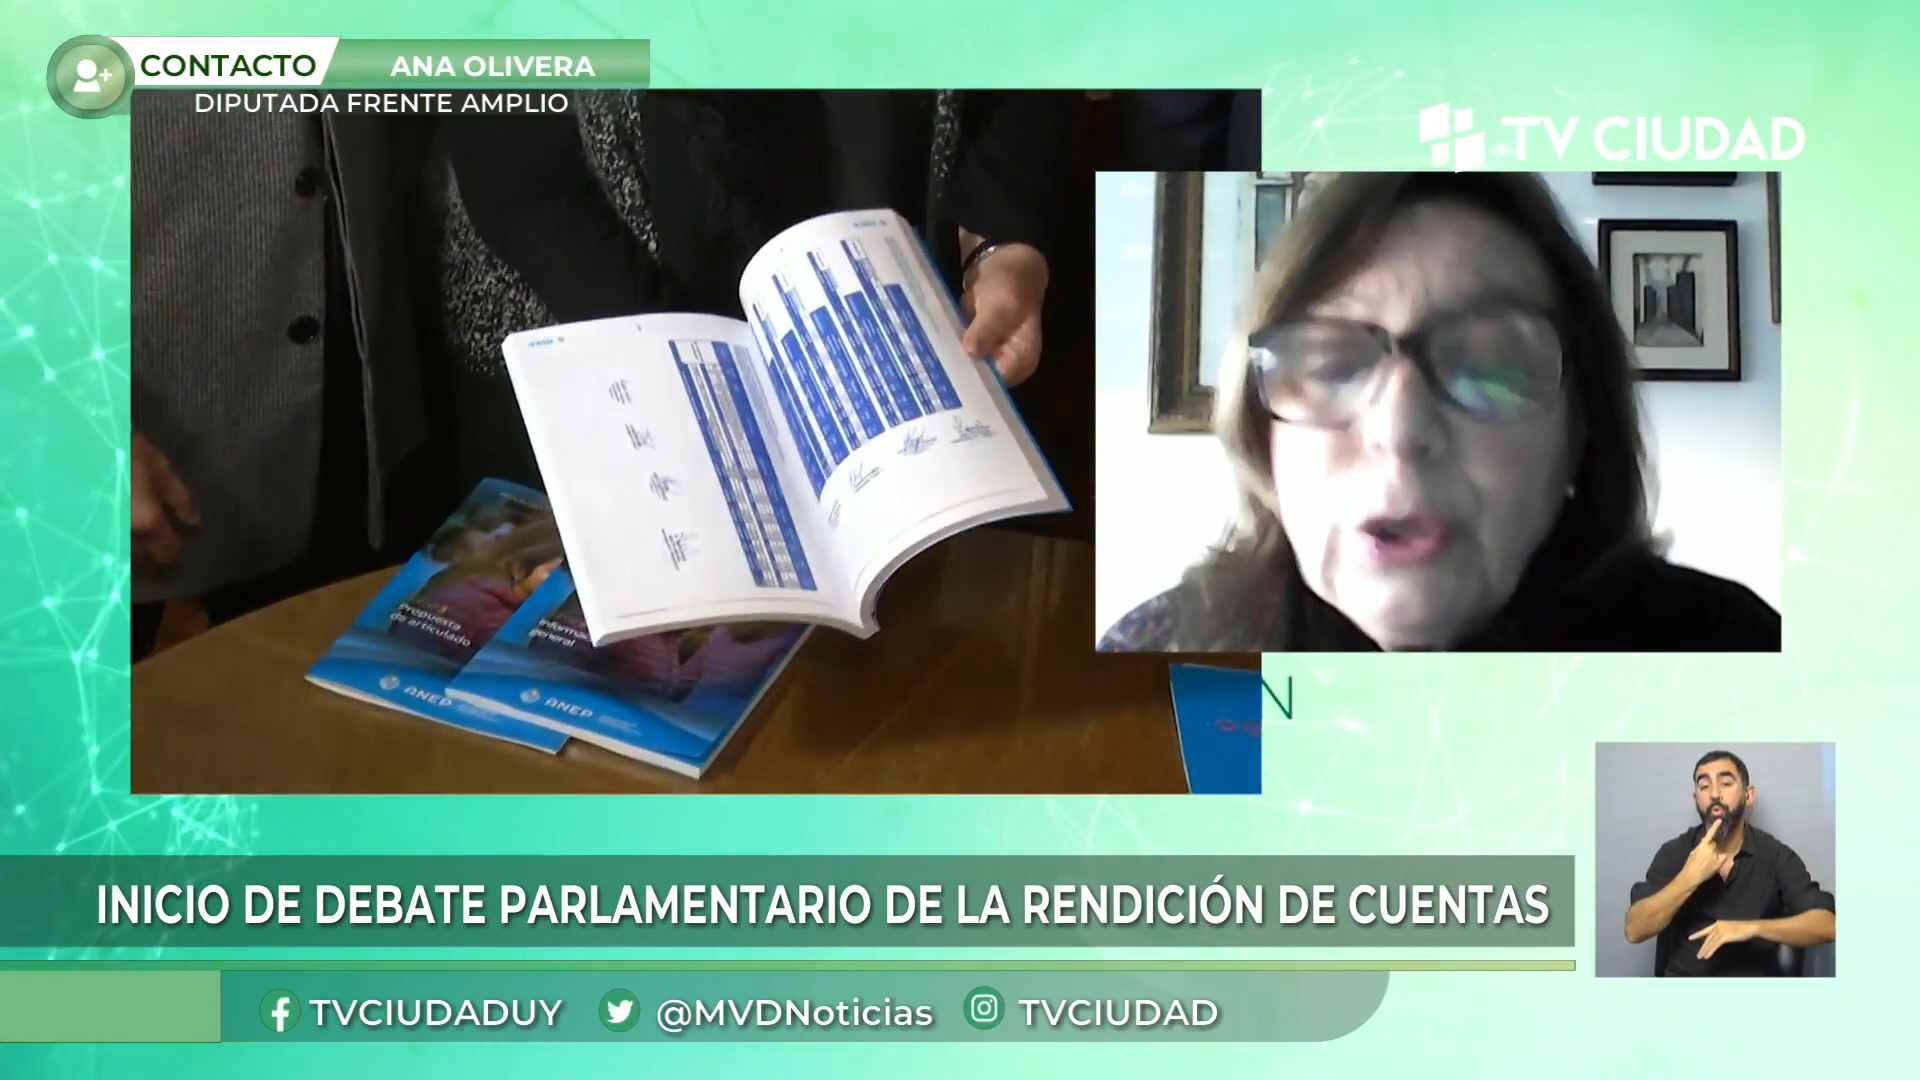 CONTACTO
ANA OLIVERA
DIPUTADA FRENTE AMPLIO
TV CIUDAD
Propuesta
de articulado
general
ANEP
ANEP
N
INICIO DE DEBATE PARLAMENTARIO DE LA RENDICIÓN DE CUENTAS
TVCIUDADUY
@MVDNoticias
TVCIUDAD